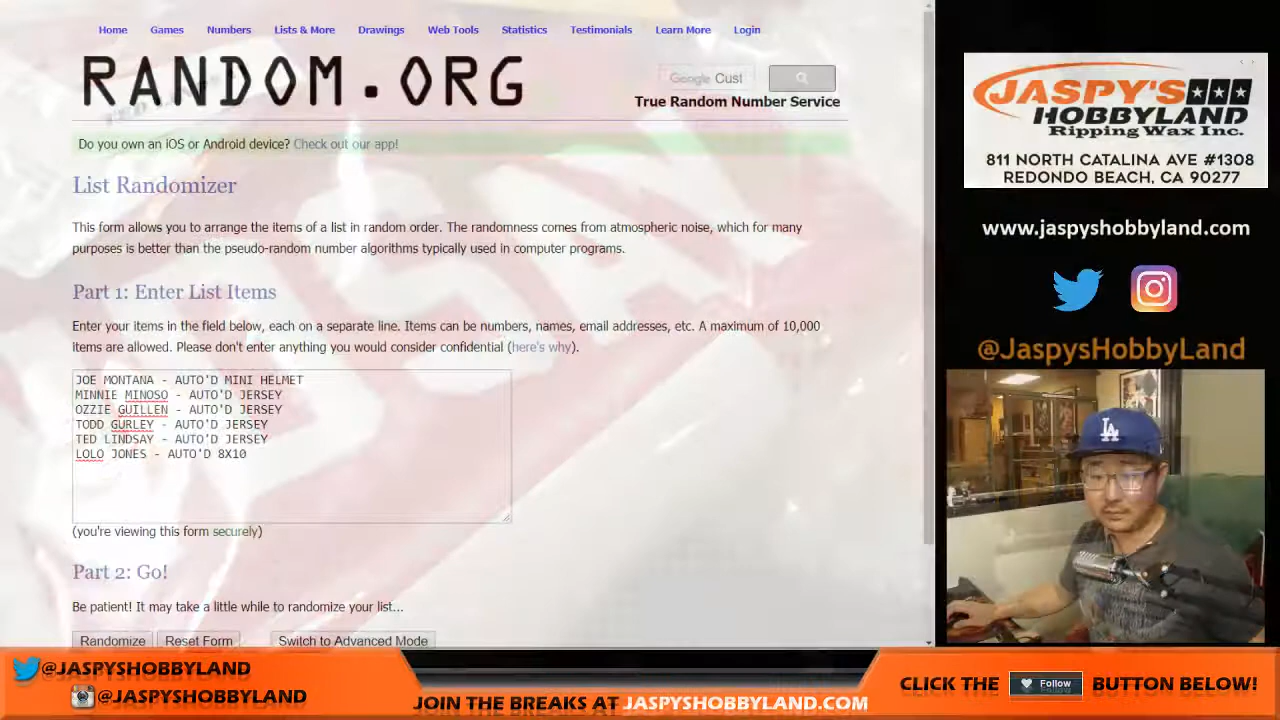 Home Games Numbers Lists & More Drawings Web Tools Statistics Testimonials Learn More Login
RANDOM.ORG
Google Cust
True Random Number Service
Do you own an iOS or Android device? Check out our app!
List Randomizer
This form allows you to arrange the items of a list in random order. The randomness comes from atmospheric noise, which for many
purposes is better than the pseudo-random number algorithms typically used in computer programs.
Part 1: Enter List Items
Enter your items in the field below, each on a separate line. Items can be numbers, names, email addresses, etc. A maximum of 10,000
items are allowed. Please don't enter anything you would consider confidential (here's why).
JOE MONTANA - AUTO'D MINI HELMET
MINNIE MINOSO - AUTO'D JERSEY
OZZIE GUILLEN - AUTO'D JERSEY
TODD GURLEY - AUTO'D JERSEY
TED LINDSAY - AUTO'D JERSEY
LOLO JONES - AUTO'D 8X10
(you're viewing this form securely)
Part 2: Go!
Be patient! It may take a little while to randomize your list...
Randomize Reset Form Switch to Advanced Mode
JASPY'S
HOBBYLAND
Ripping Wax Inc.
811 NORTH CATALINA AVE #1308
REDONDO BEACH, CA 90277
www.jaspyshobbyland.com
@JaspysHobbyLand
LA
@JASPYSHOBBYLAND
@JASPYSHOBBYLAND
JOIN THE BREAKS AT JASPYSHOBBYLAND.COM
CLICK THE Follow BUTTON BELOW!